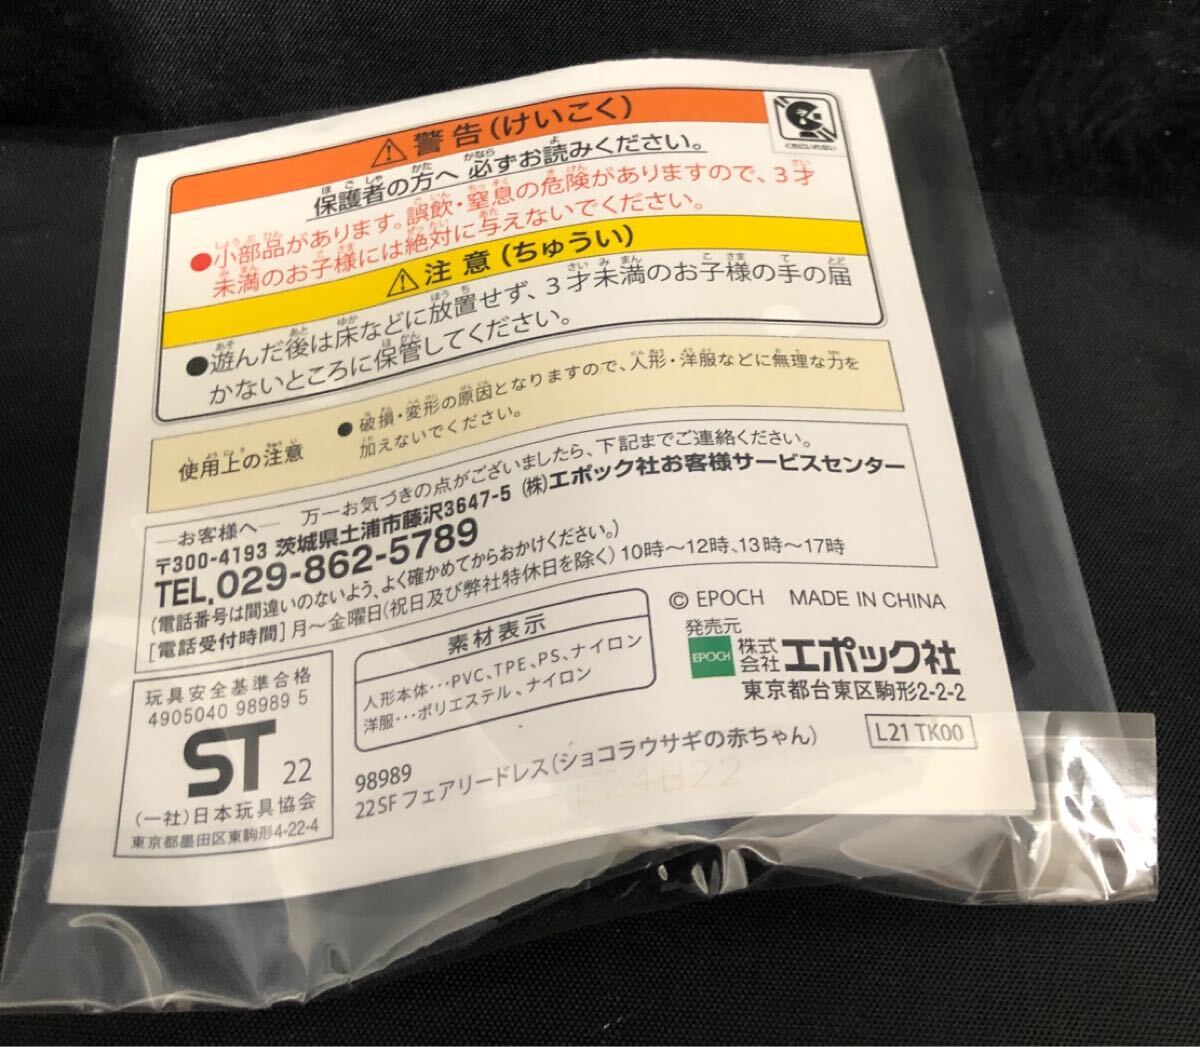 ⚠警告(けいこく)
くちにいれない
保護者の方へ 必ずお読みください。
●小部品があります。誤飲・窒息の危険がありますので、3才
未満のお子様には絶対に与えないでください。
⚠注意(ちゅうい)
●遊んだ後は床などに放置せず、3才未満のお子様の手の届
かないところに保管してください。
使用上の注意
●破損・変形の原因となりますので、人形・洋服などに無理な力を
加えないでください。
―お客様へ― 万一お気づきの点がございましたら、下記までご連絡ください。
〒300-4193 茨城県土浦市藤沢3647-5 (株)エポック社お客様サービスセンター
TEL.029-862-5789
(電話番号は間違いのないよう、よく確かめてからおかけください。)
[電話受付時間]月〜金曜日(祝日及び弊社特休日を除く)10時〜12時、13時〜17時
玩具安全基準合格
4905040 98989 5
ST 22
(一社)日本玩具協会
東京都墨田区東駒形4-22-4
素材表示
人形本体…PVC、TPE、PS、ナイロン
洋服…ポリエステル、ナイロン
© EPOCH MADE IN CHINA
発売元
EPOCH 株式会社エポック社
東京都台東区駒形2-2-2
98989
22SFフェアリードレス(ショコラウサギの赤ちゃん)
L21 TK00